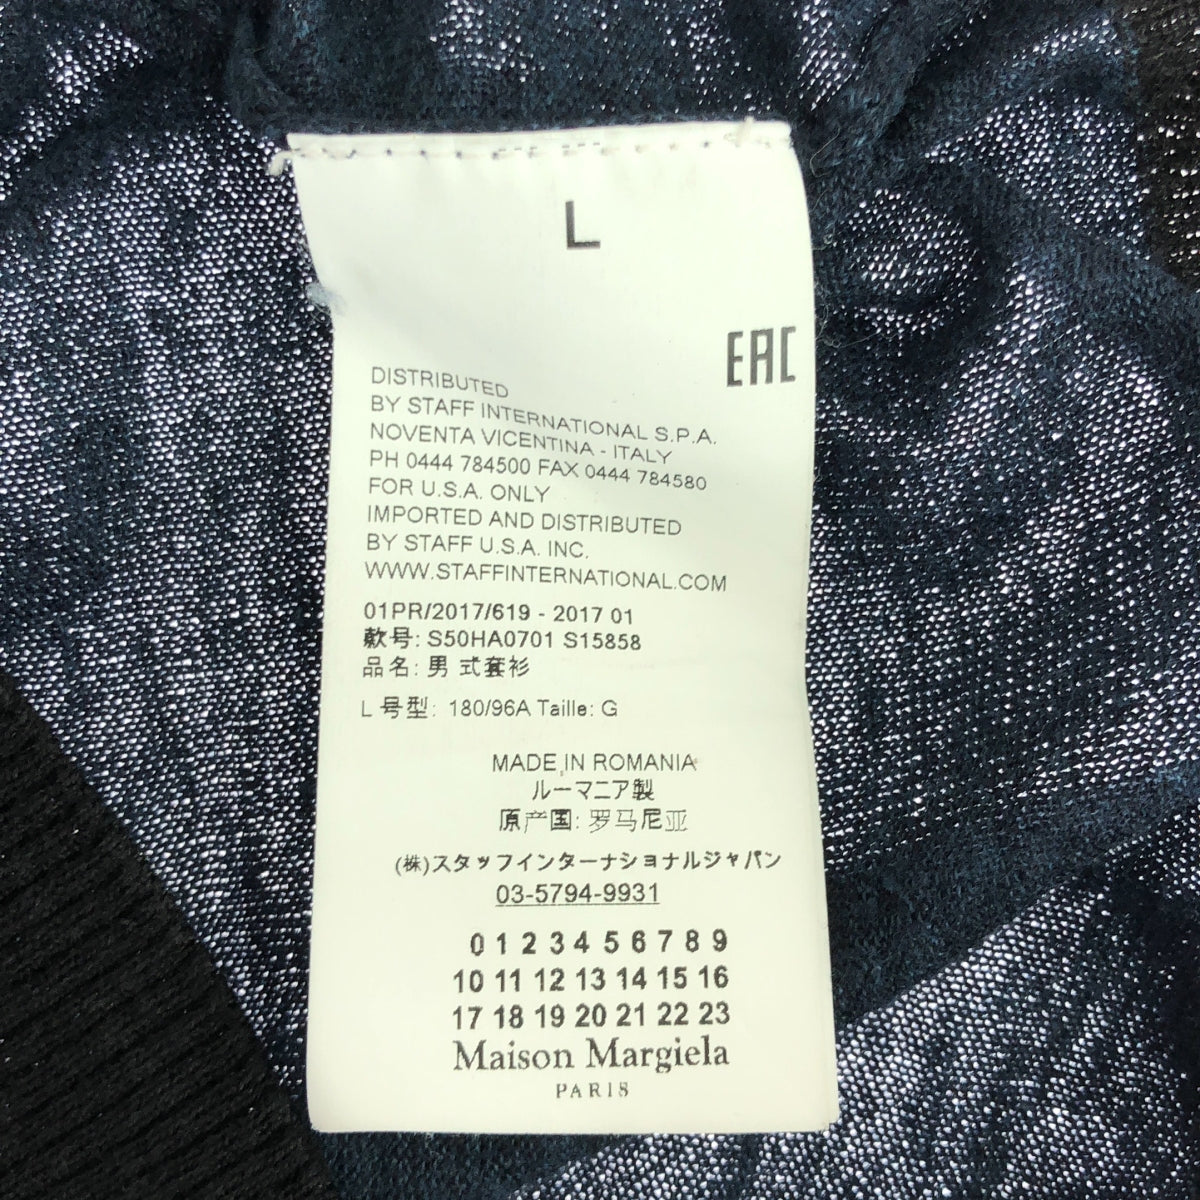 L
EAC
DISTRIBUTED
BY STAFF INTERNATIONAL S.P.A.
NOVENTA VICENTINA - ITALY
PH 0444 784500 FAX 0444 784580
FOR U.S.A. ONLY
IMPORTED AND DISTRIBUTED
BY STAFF U.S.A. INC.
WWW.STAFFINTERNATIONAL.COM
01PR/2017/619 - 2017 01
款号: S50HA0701 S15858
品名: 男 式套衫
L 号型: 180/96A Taille: G
MADE IN ROMANIA
ルーマニア製
原产国: 罗马尼亚
(株)スタッフインターナショナルジャパン
03-5794-9931
0 1 2 3 4 5 6 7 8 9
10 11 12 13 14 15 16
17 18 19 20 21 22 23
Maison Margiela
PARIS